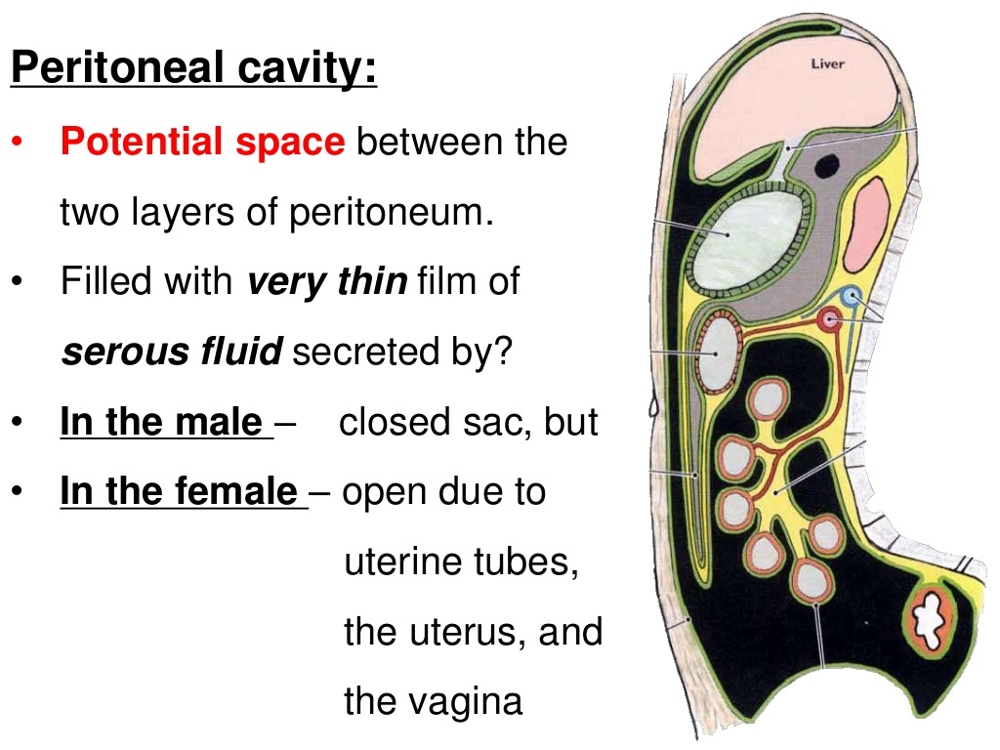 Peritoneal cavity:
• Potential space between the
two layers of peritoneum.
• Filled with very thin film of
serous fluid secreted by?
• In the male – closed sac, but
• In the female – open due to
uterine tubes,
the uterus, and
the vagina
Liver